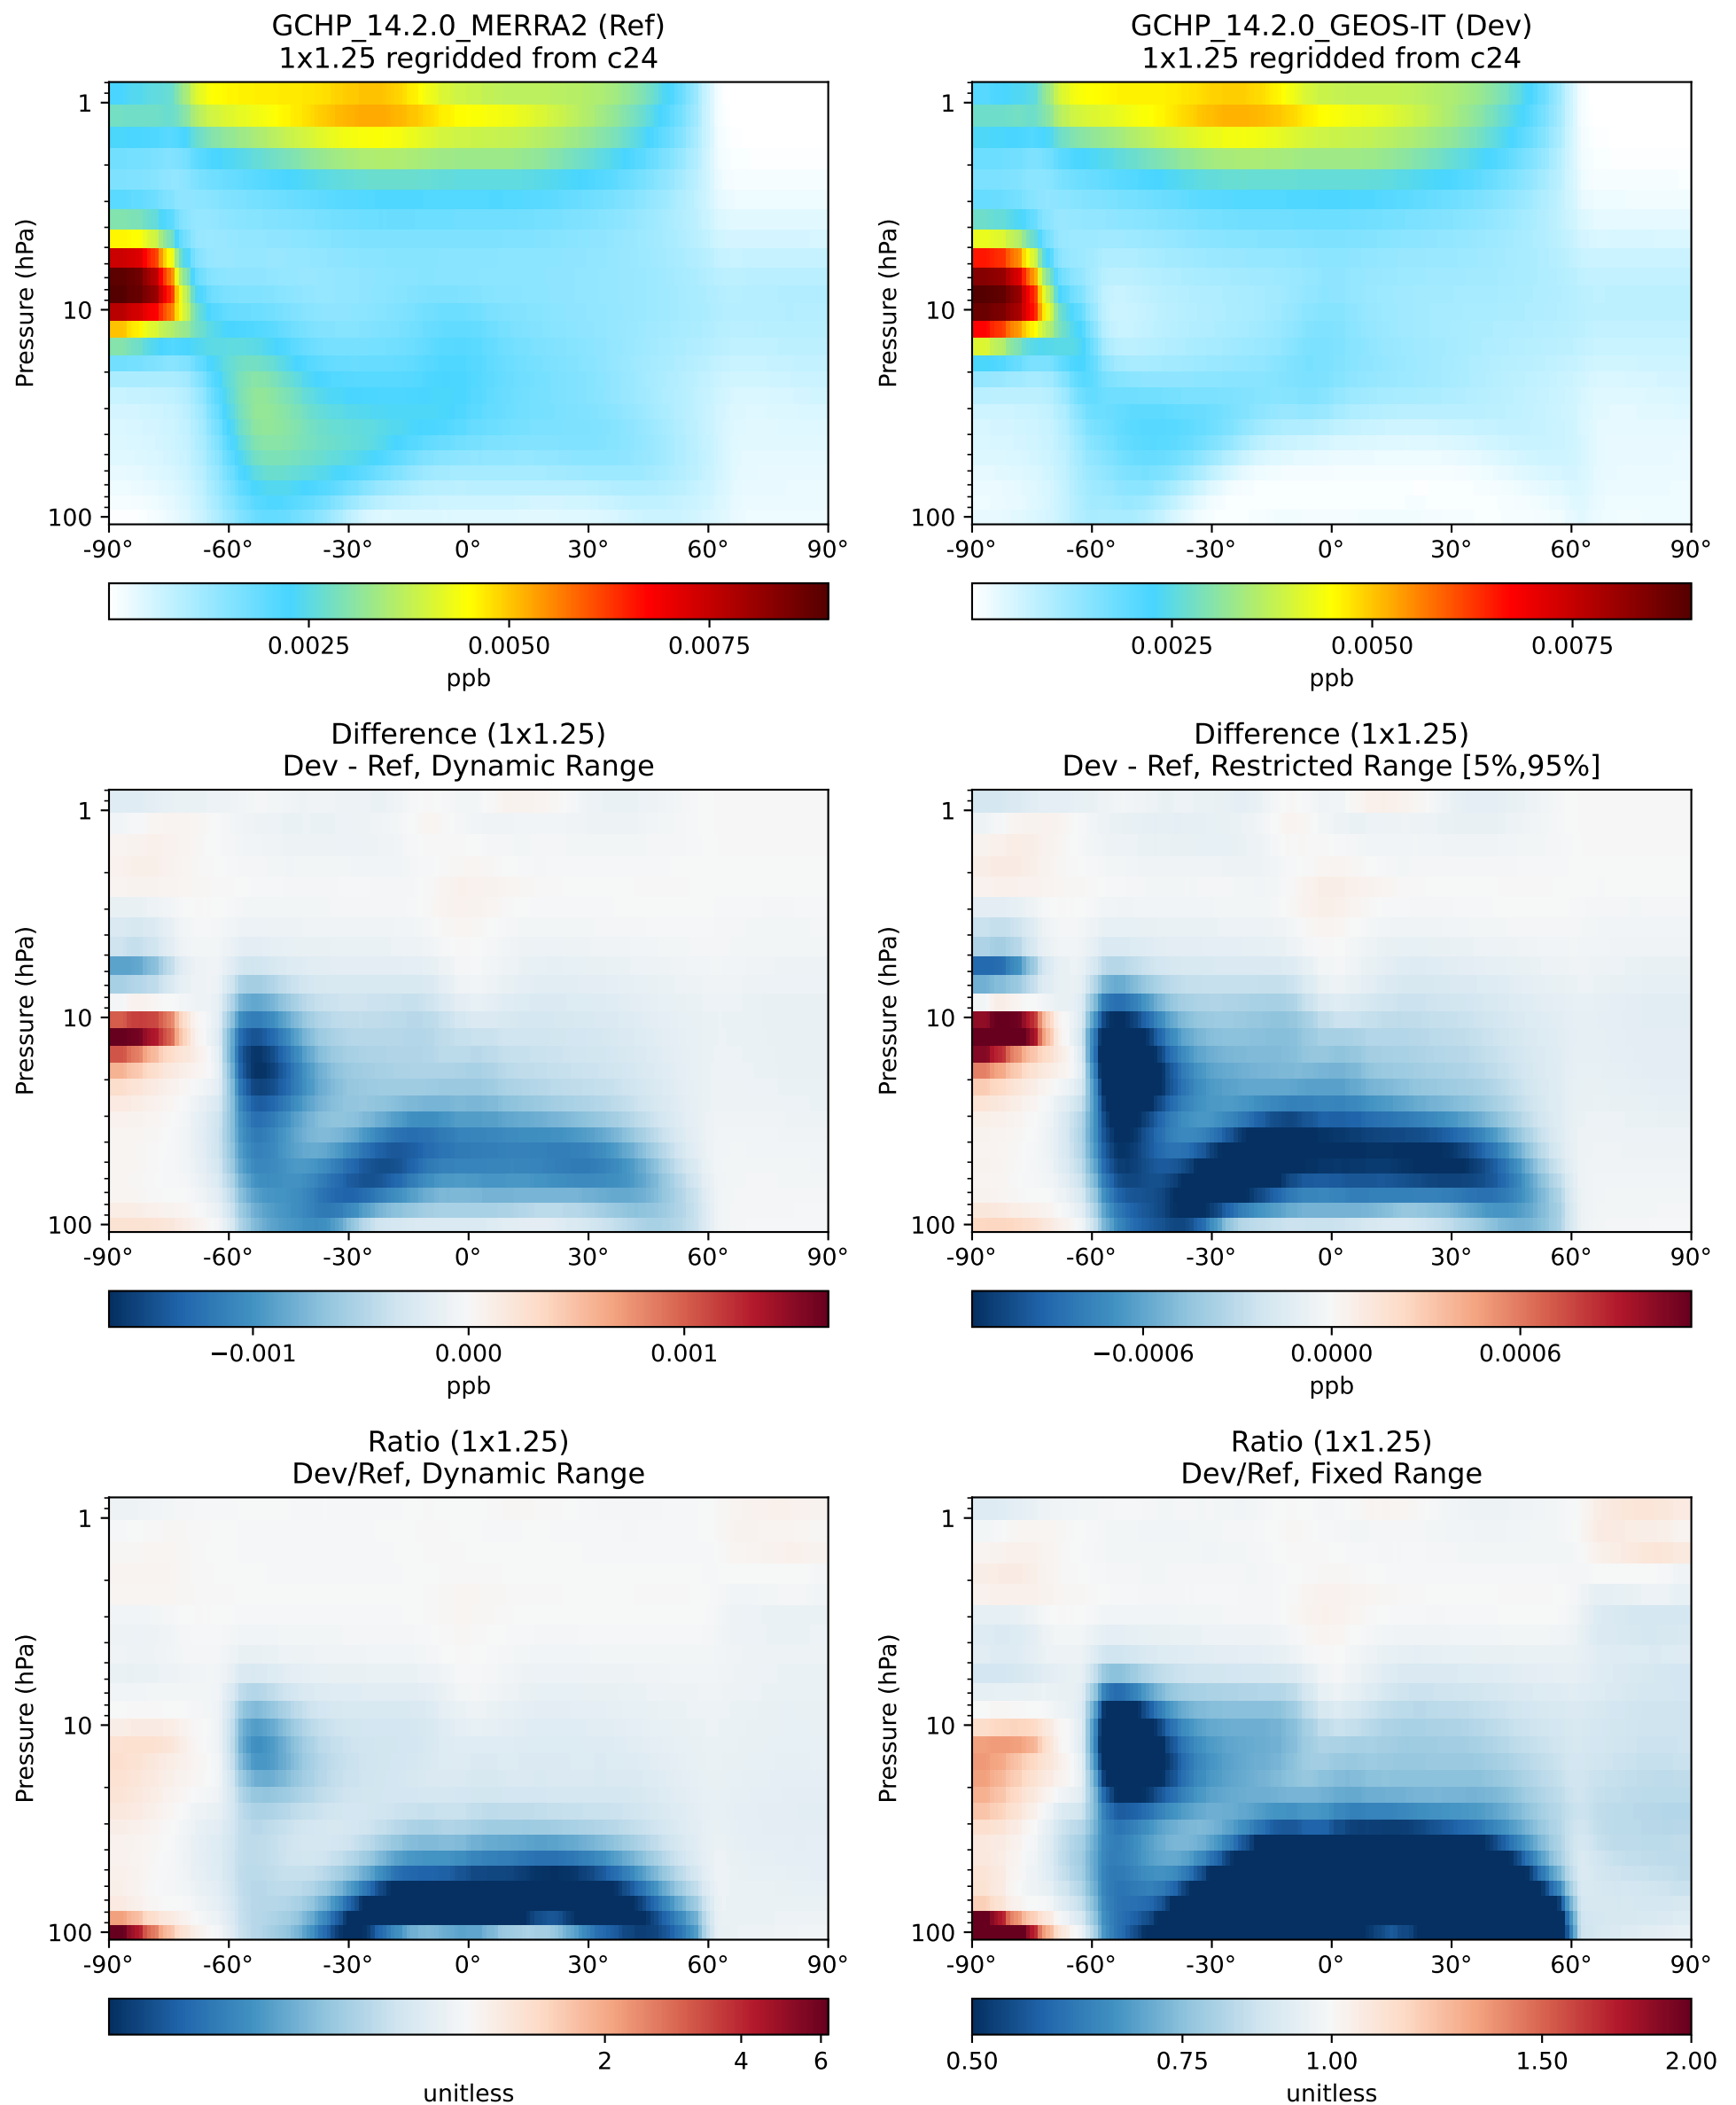 GCHP_14.2.0_MERRA2 (Ref)
1x1.25 regridded from c24
Pressure (hPa)
1
10
100
-90° -60° -30° 0° 30° 60° 90°
0.0025 0.0050 0.0075
ppb
GCHP_14.2.0_GEOS-IT (Dev)
1x1.25 regridded from c24
Pressure (hPa)
1
10
100
-90° -60° -30° 0° 30° 60° 90°
0.0025 0.0050 0.0075
ppb
Difference (1x1.25)
Dev - Ref, Dynamic Range
Pressure (hPa)
1
10
100
-90° -60° -30° 0° 30° 60° 90°
−0.001 0.000 0.001
ppb
Difference (1x1.25)
Dev - Ref, Restricted Range [5%,95%]
Pressure (hPa)
1
10
100
-90° -60° -30° 0° 30° 60° 90°
−0.0006 0.0000 0.0006
ppb
Ratio (1x1.25)
Dev/Ref, Dynamic Range
Pressure (hPa)
1
10
100
-90° -60° -30° 0° 30° 60° 90°
2 4 6
unitless
Ratio (1x1.25)
Dev/Ref, Fixed Range
Pressure (hPa)
1
10
100
-90° -60° -30° 0° 30° 60° 90°
0.50 0.75 1.00 1.50 2.00
unitless